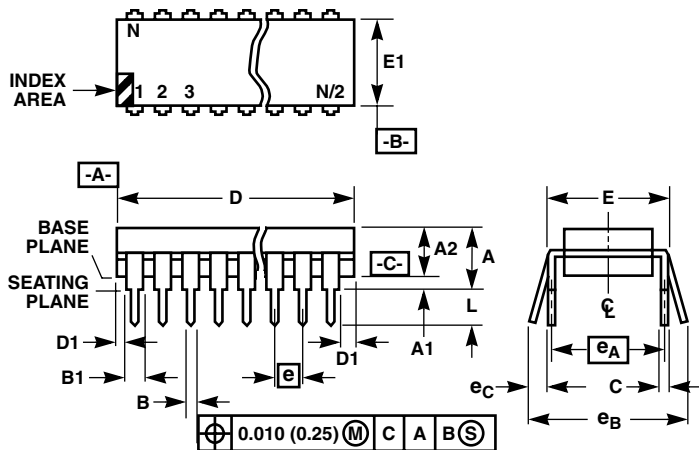 N
E1
INDEX
AREA
1 2 3 N/2
-B-
-A-
D
E
BASE
PLANE
A2
A
-C-
SEATING
PLANE
L
℄
D1
A1
D1
eA
B1
e
eC
C
B
eB
⌖ 0.010 (0.25) Ⓜ C A B Ⓢ